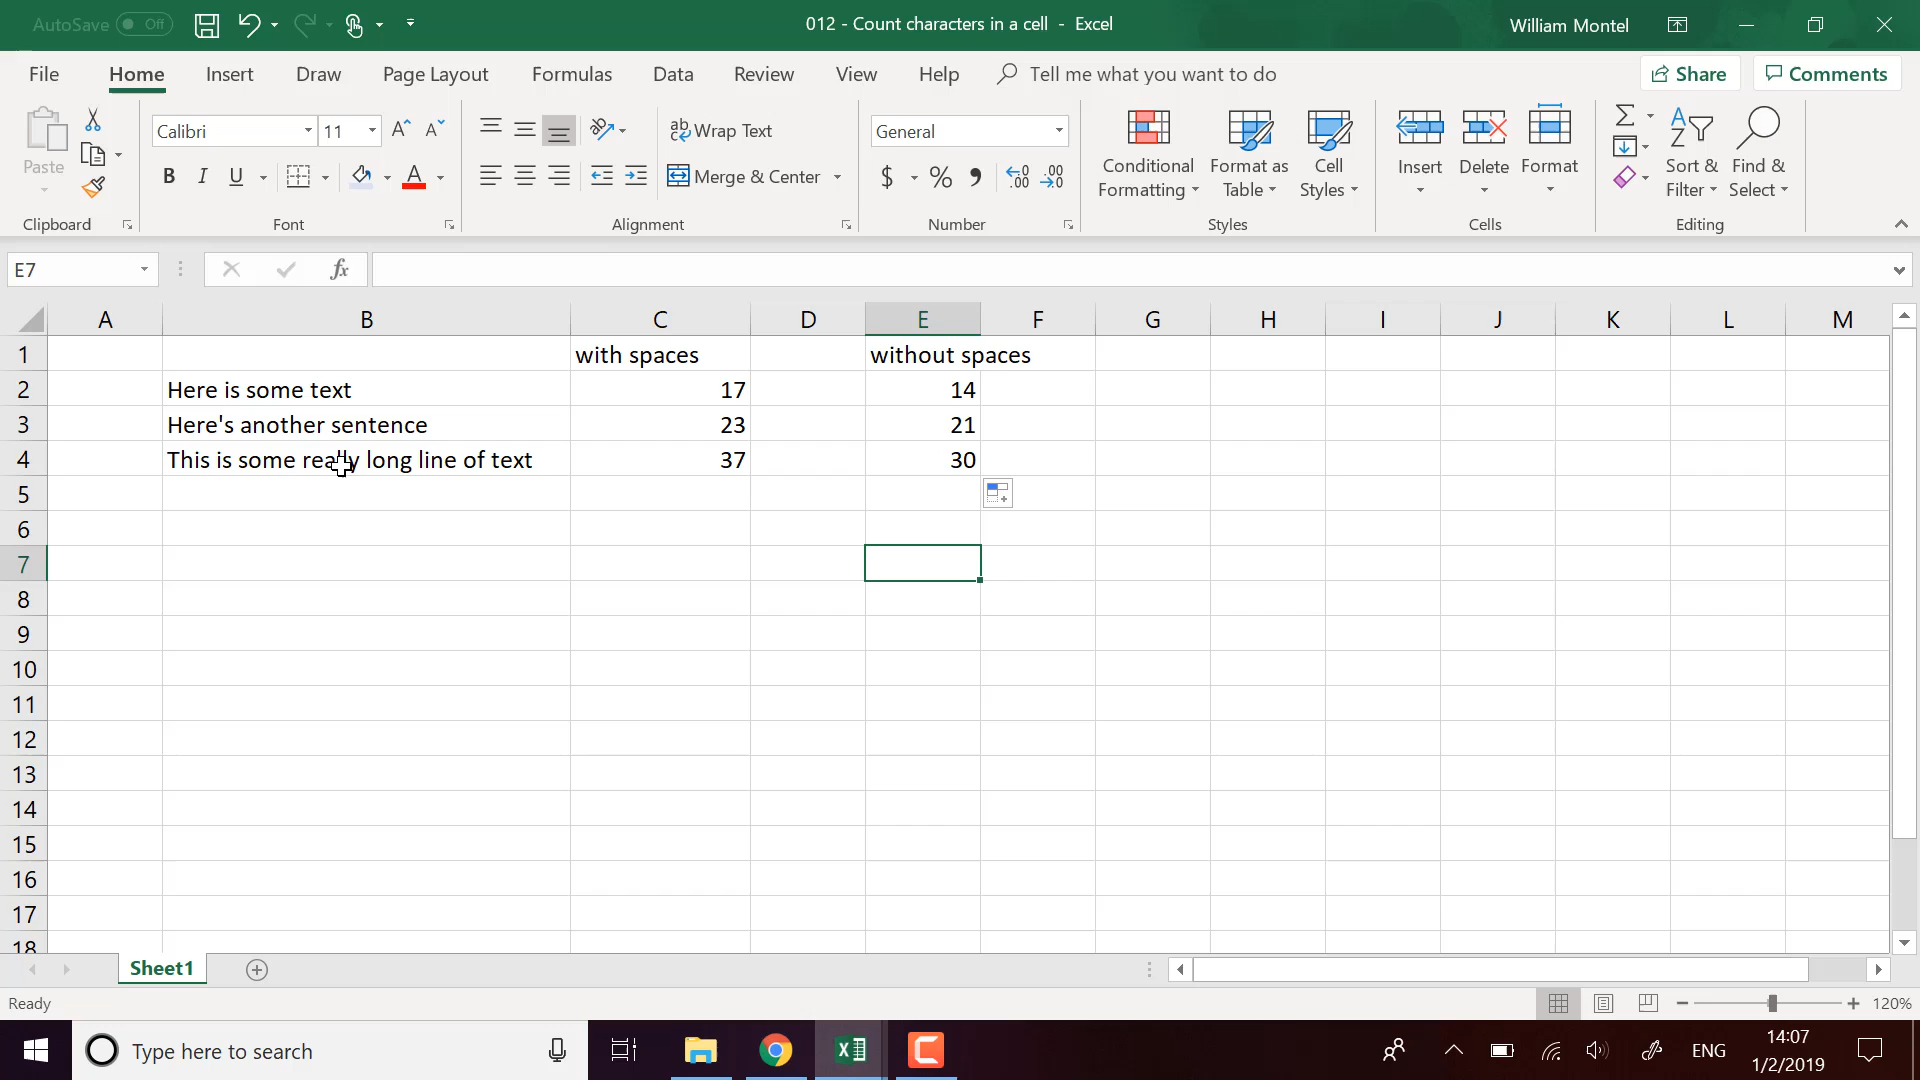 AutoSave Off
012 - Count characters in a cell - Excel
William Montel
File Home Insert Draw Page Layout Formulas Data Review View Help Tell me what you want to do Share Comments
Calibri 11 ab Wrap Text General
Paste B I U A Merge & Center $ % Conditional Formatting Format as Table Cell Styles Insert Delete Format Sort & Filter Find & Select
Clipboard Font Alignment Number Styles Cells Editing
E7 fx
A B C D E F G H I J K L M
1 with spaces without spaces
2 Here is some text 17 14
3 Here's another sentence 23 21
4 This is some really long line of text 37 30
5
6
7
8
9
10
11
12
13
14
15
16
17
18
Sheet1
Ready 120%
Type here to search ENG 14:07
1/2/2019